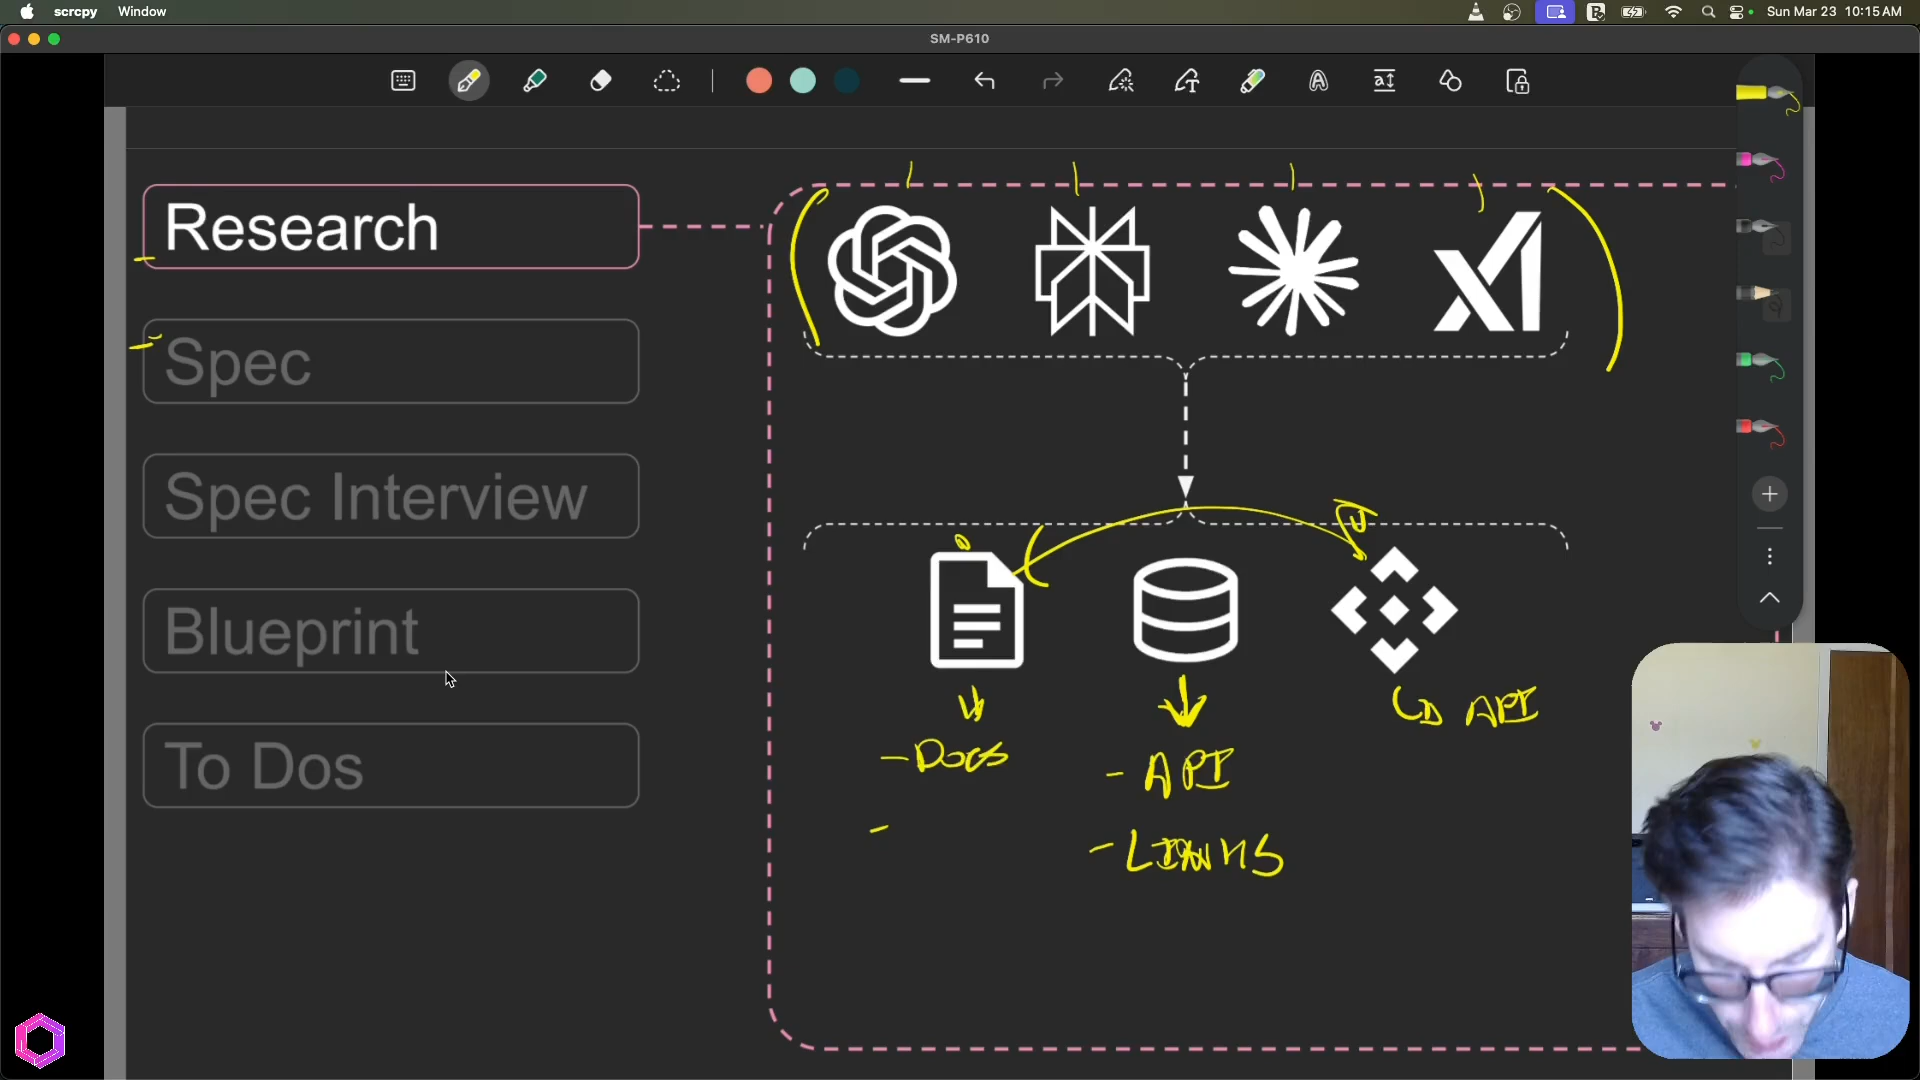 scrcpy Window Sun Mar 23 10:15 AM
SM-P610
Research
Spec
Spec Interview
Blueprint
To Dos
API
- DOCS
- API
-
- LINKS